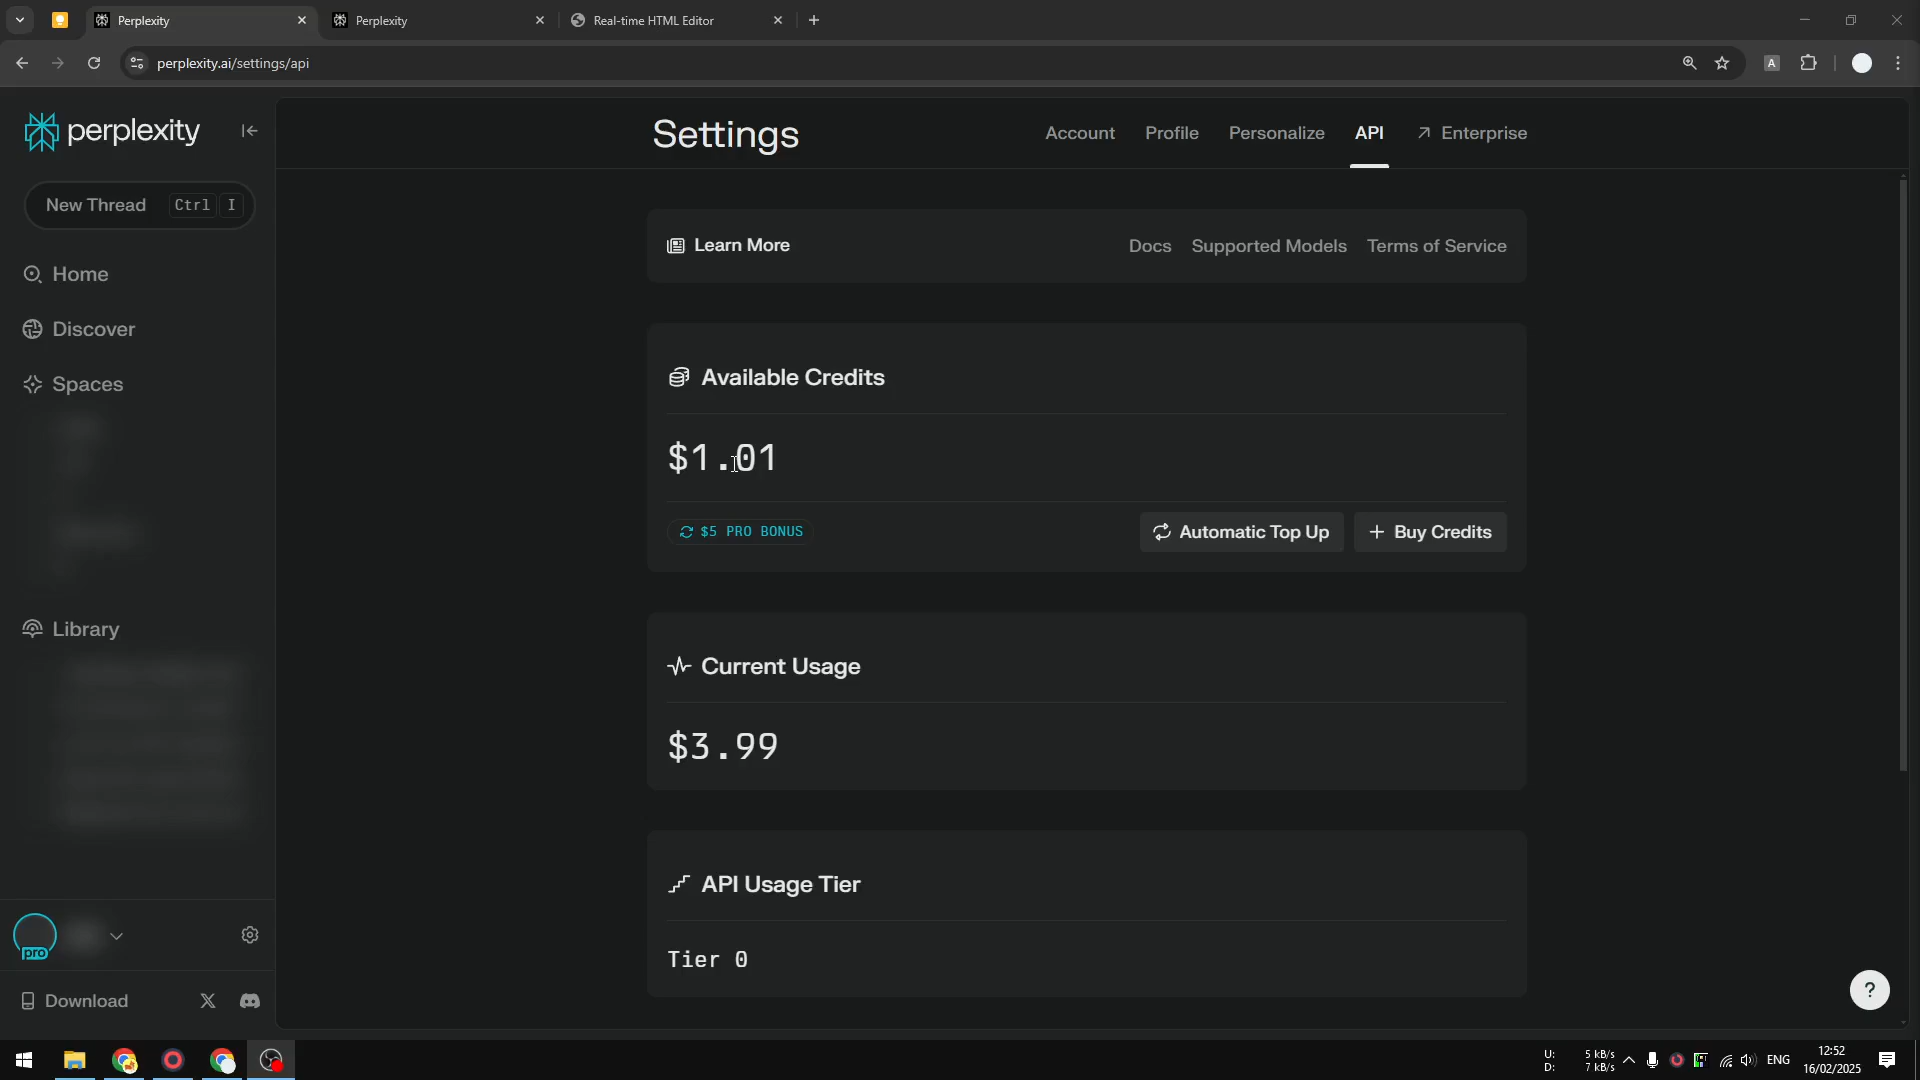 Perplexity
Perplexity
Real-time HTML Editor
perplexity.ai/settings/api
A
perplexity
Settings
Account
Profile
Personalize
API
Enterprise
New Thread
Ctrl
I
Home
Discover
Spaces
Library
pro
Download
Learn More
Docs
Supported Models
Terms of Service
Available Credits
$1.01
$5 PRO BONUS
Automatic Top Up
Buy Credits
Current Usage
$3.99
API Usage Tier
Tier 0
?
U: 5 kB/s
D: 7 kB/s
ENG
12:52
16/02/2025